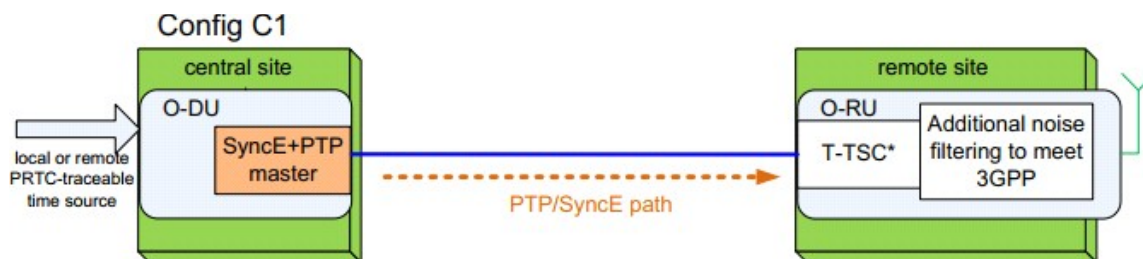 Config C1
central site
O-DU
SyncE+PTP
master
local or remote
PRTC-traceable
time source
PTP/SyncE path
remote site
O-RU
T-TSC*
Additional noise
filtering to meet
3GPP